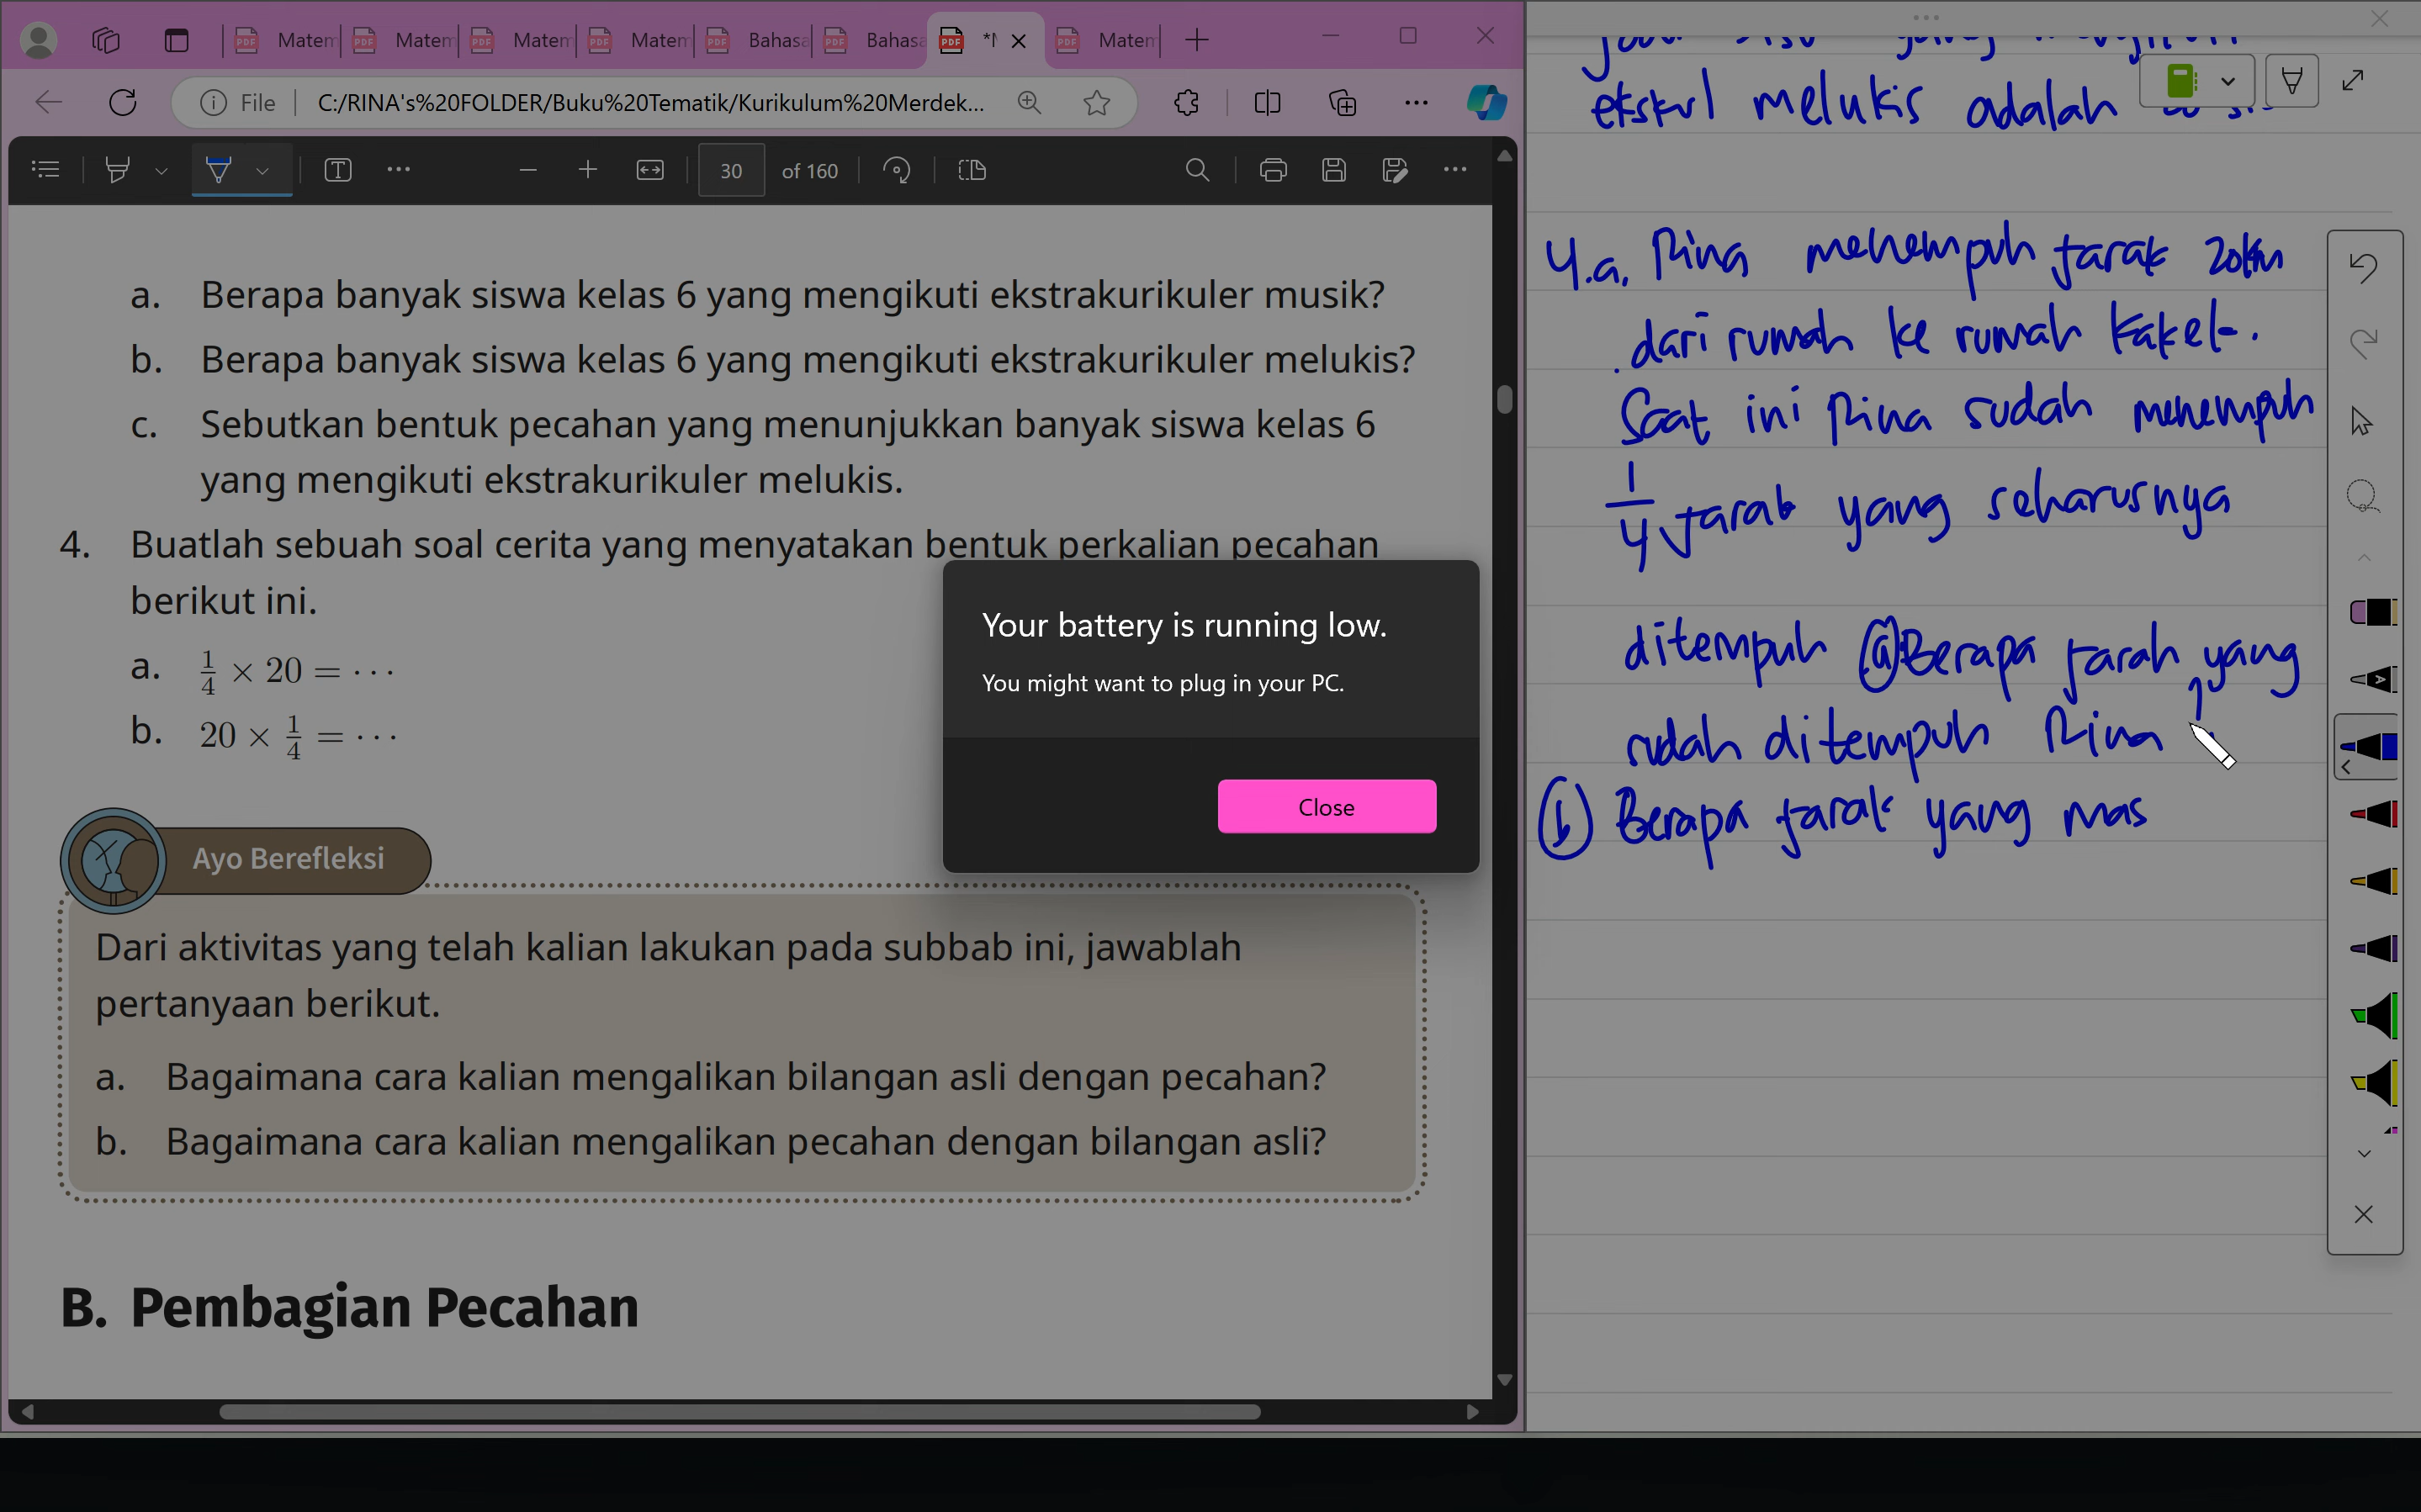 Matem
Matem
Matem
Matem
Bahasa
Bahasa
Matem
File
C:/RINA's%20FOLDER/Buku%20Tematik/Kurikulum%20Merdek...
30 of 160
a. Berapa banyak siswa kelas 6 yang mengikuti ekstrakurikuler musik?
b. Berapa banyak siswa kelas 6 yang mengikuti ekstrakurikuler melukis?
c. Sebutkan bentuk pecahan yang menunjukkan banyak siswa kelas 6
yang mengikuti ekstrakurikuler melukis.
4. Buatlah sebuah soal cerita yang menyatakan bentuk perkalian pecahan
berikut ini.
a. 1/4 × 20 = ···
b. 20 × 1/4 = ···
Ayo Berefleksi
Dari aktivitas yang telah kalian lakukan pada subbab ini, jawablah
pertanyaan berikut.
a. Bagaimana cara kalian mengalikan bilangan asli dengan pecahan?
b. Bagaimana cara kalian mengalikan pecahan dengan bilangan asli?
B. Pembagian Pecahan
Your battery is running low.
You might want to plug in your PC.
Close
ekskul melukis adalah
4.a. Rina menempuh jarak 20km
dari rumah ke rumah kakek.
Saat ini Rina sudah menempuh
1/4 jarak yang seharusnya
ditempuh (a) Berapa jarak yang
sudah ditempuh Rina
(b) Berapa jarak yang mas